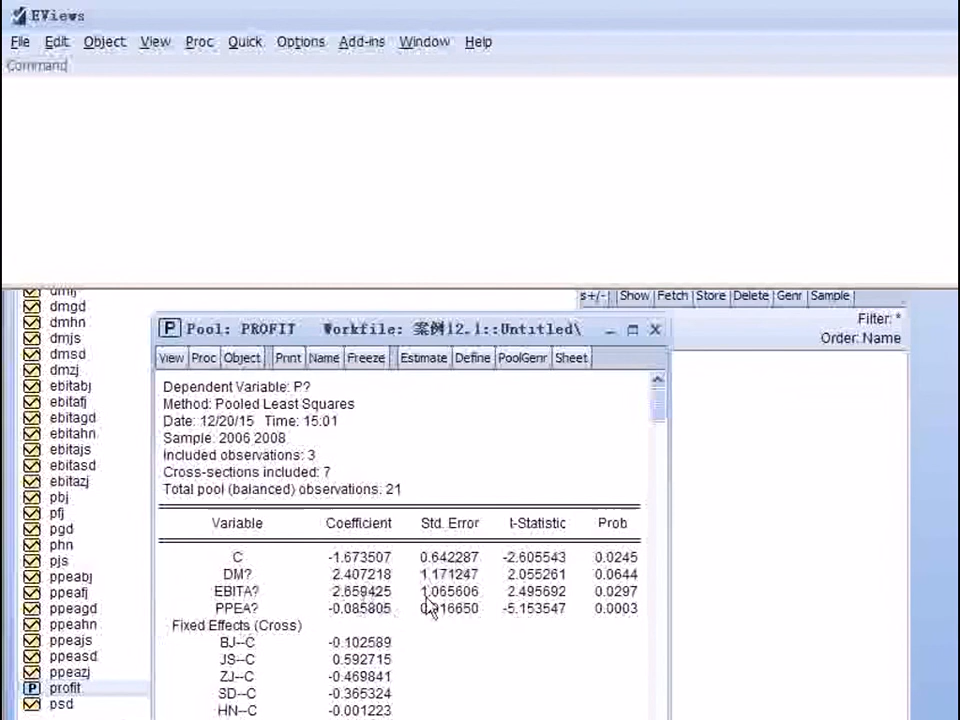 EViews
File Edit Object View Proc Quick Options Add-ins Window Help
Command
Show Fetch Store Delete Genr Sample
Filter: *
Order: Name
dmgd
dmhn
dmjs
dmsd
dmzj
ebitabj
ebitafj
ebitagd
ebitahn
ebitajs
ebitasd
ebitazj
pbj
pfj
pgd
phn
pjs
ppeabj
ppeafj
ppeagd
ppeahn
ppeajs
ppeasd
ppeazj
profit
psd
Pool: PROFIT Workfile: 案例12.1::Untitled\
View Proc Object Print Name Freeze Estimate Define PoolGenr Sheet
Dependent Variable: P?
Method: Pooled Least Squares
Date: 12/20/15 Time: 15:01
Sample: 2006 2008
Included observations: 3
Cross-sections included: 7
Total pool (balanced) observations: 21
Variable Coefficient Std. Error t-Statistic Prob
C -1.673507 0.642287 -2.605543 0.0245
DM? 2.407218 1.171247 2.055261 0.0644
EBITA? 2.659425 1.065606 2.495692 0.0297
PPEA? -0.085805 -5.153547 0.0003
Fixed Effects (Cross)
BJ--C -0.102589
JS--C 0.592715
ZJ--C -0.469841
SD--C -0.365324
HN--C -0.001223